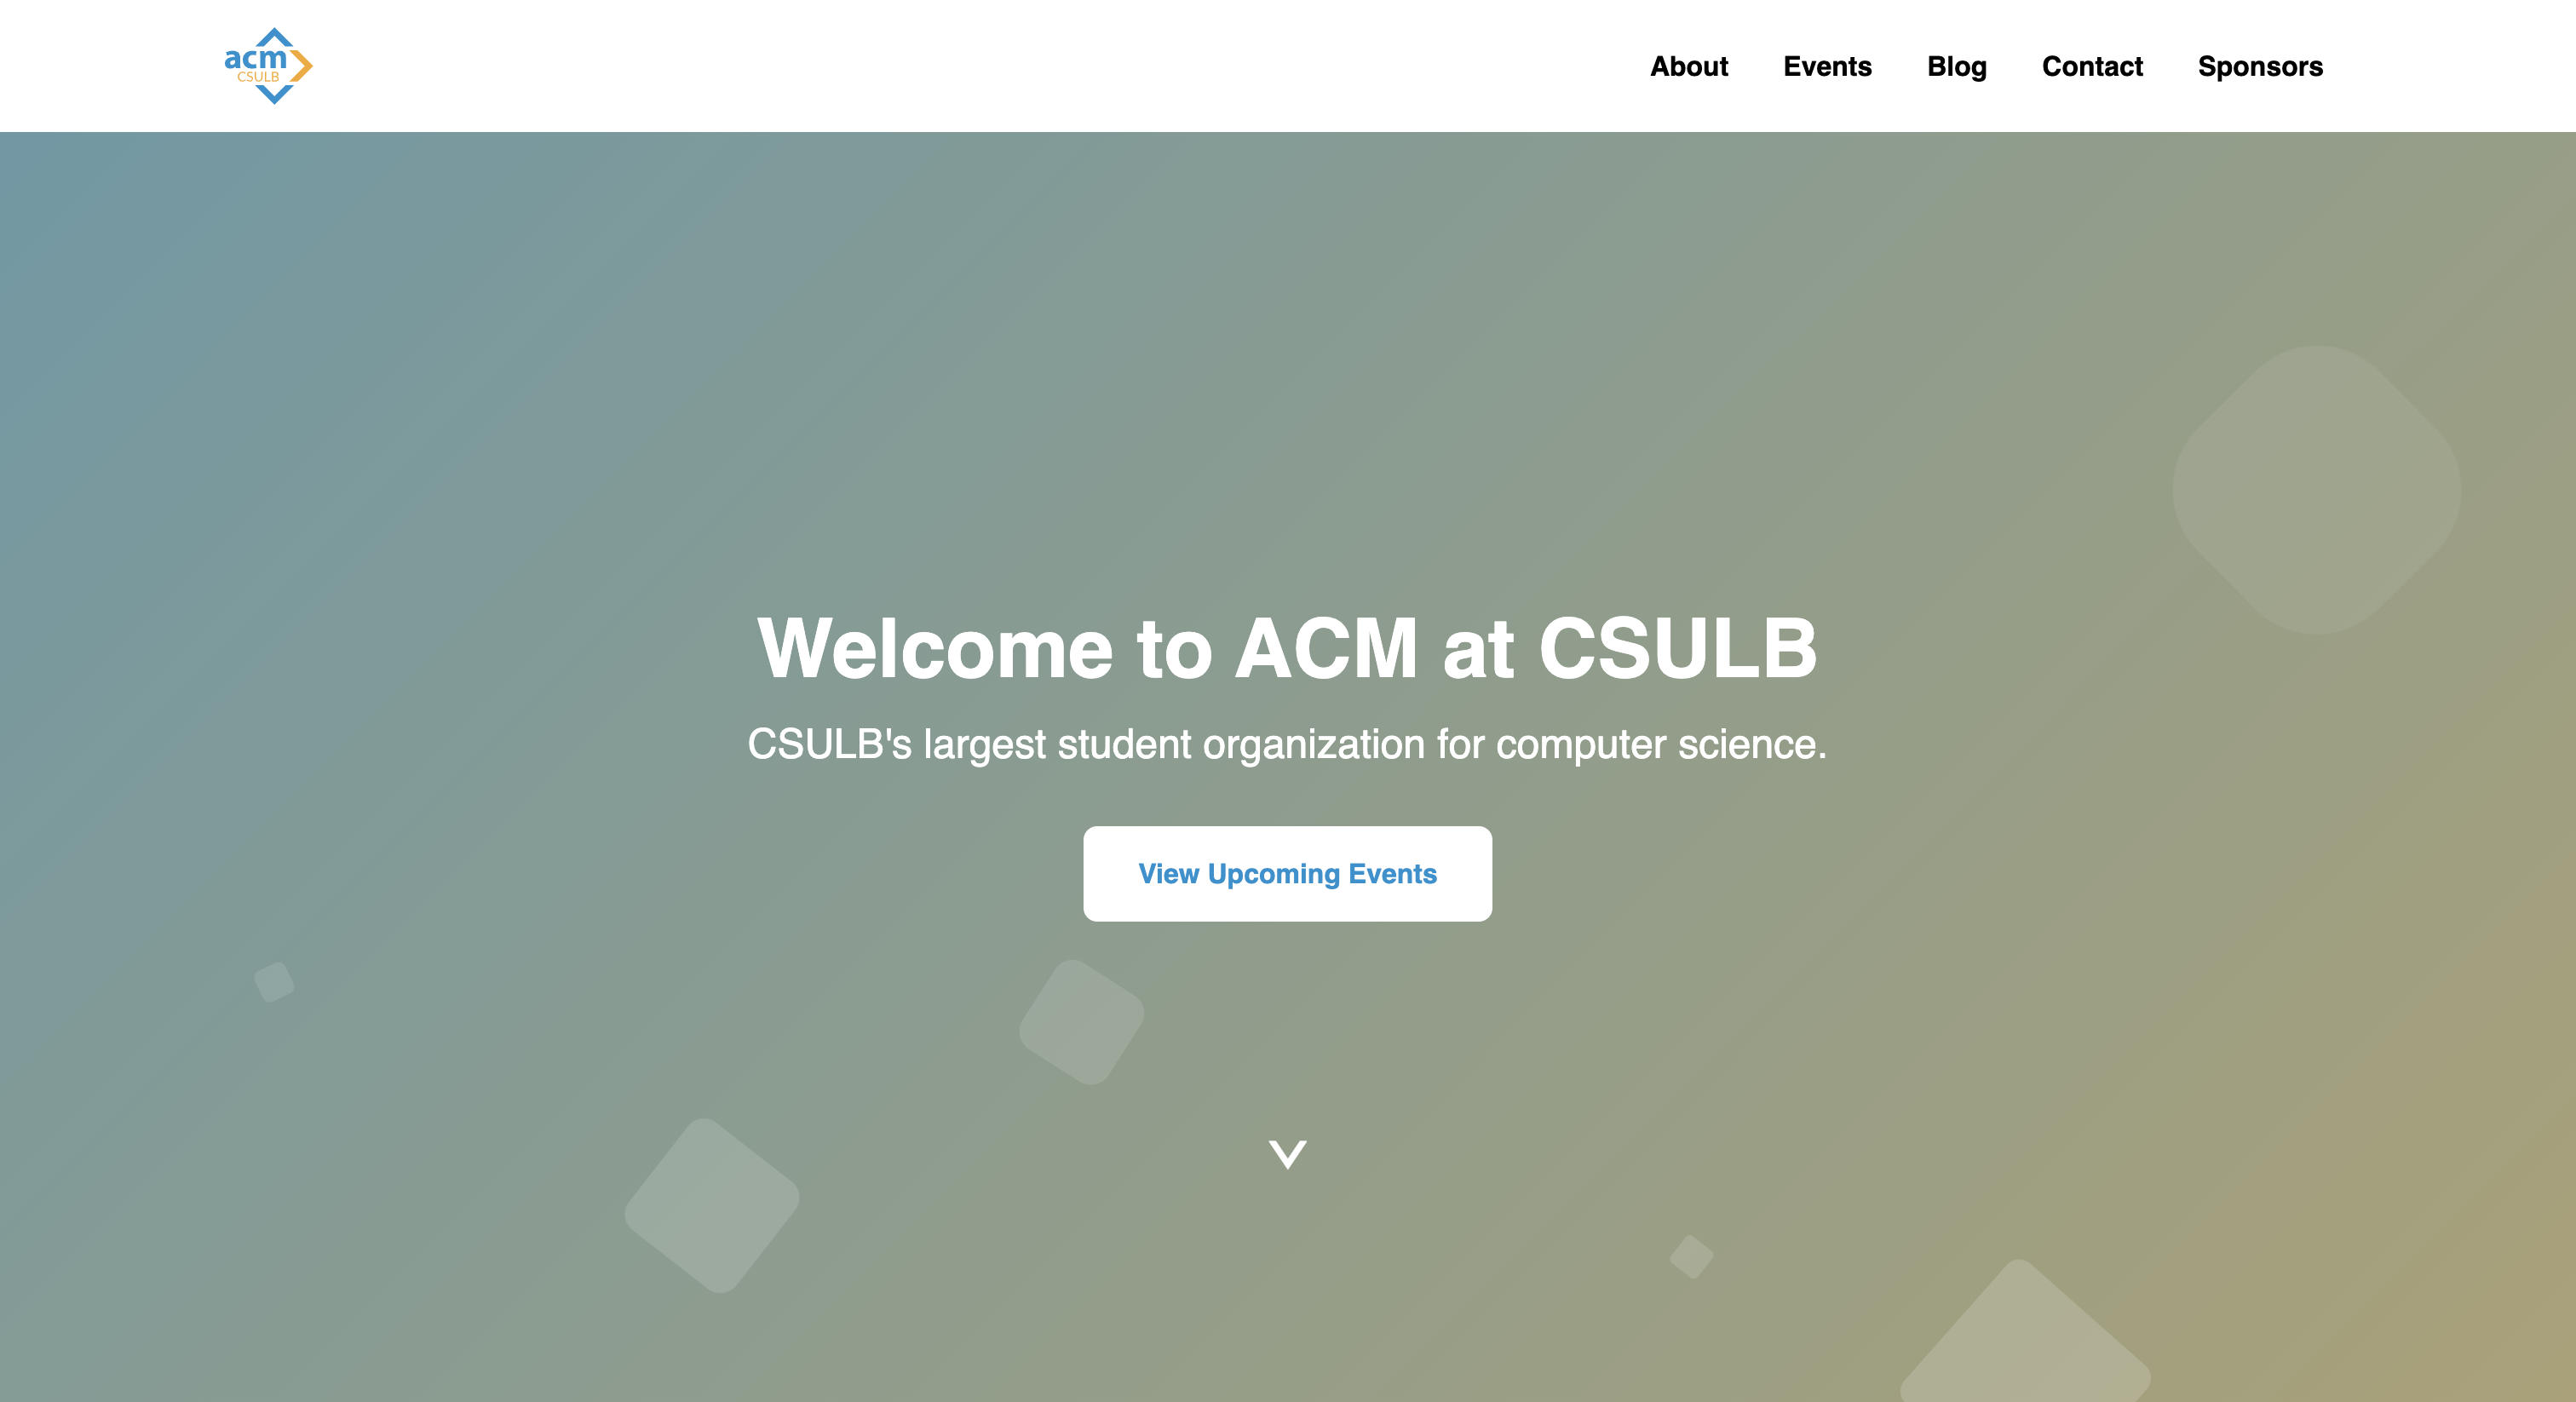 acm
CSULB
About Events Blog Contact Sponsors
Welcome to ACM at CSULB
CSULB's largest student organization for computer science.
View Upcoming Events